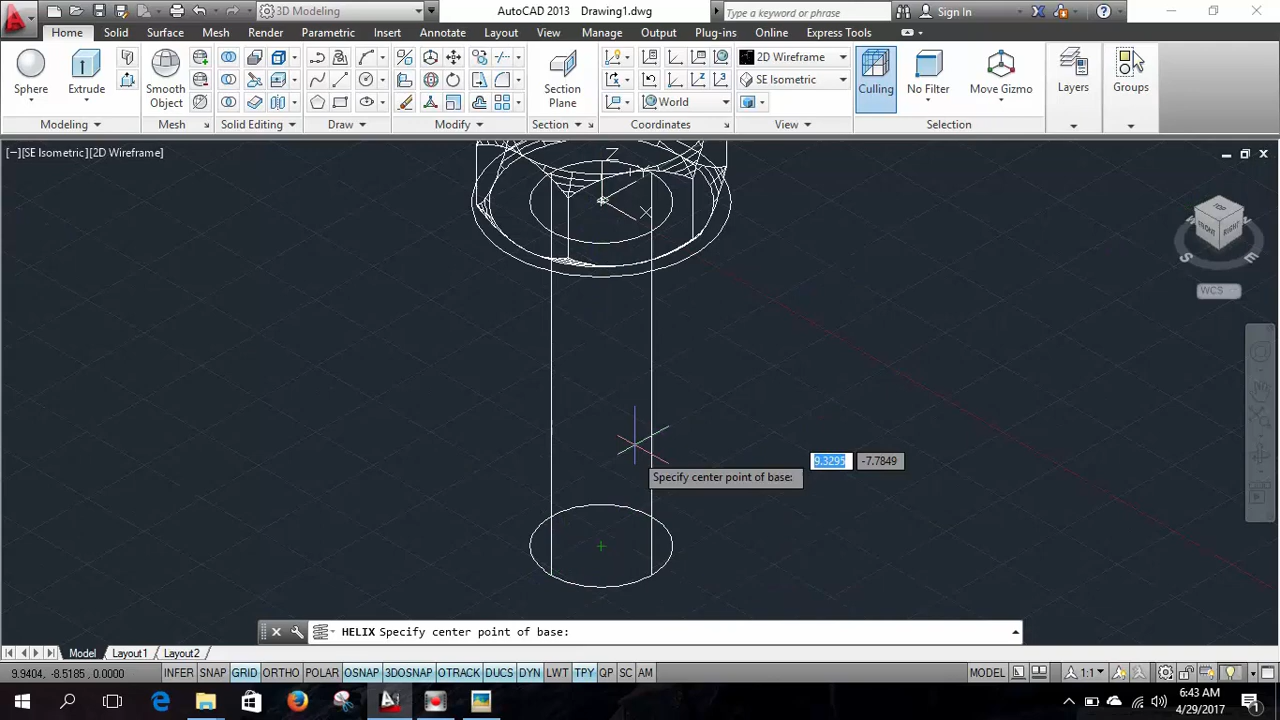 3D Modeling
AutoCAD 2013 Drawing1.dwg
Type a keyword or phrase
Sign In
Home Solid Surface Mesh Render Parametric Insert Annotate Layout View Manage Output Plug-ins Online Express Tools
Sphere
Extrude
Smooth Object
Section Plane
World
2D Wireframe
SE Isometric
Culling
No Filter
Move Gizmo
Layers
Groups
Modeling Mesh Solid Editing Draw Modify Section Coordinates View Selection
[−][SE Isometric][2D Wireframe]
Z
Y
X
TOP
FRONT
RIGHT
W
S
E
WCS
9.3295 -7.7849
Specify center point of base:
HELIX Specify center point of base:
Model Layout1 Layout2
9.9404, -8.5185, 0.0000
INFER SNAP GRID ORTHO POLAR OSNAP 3DOSNAP OTRACK DUCS DYN LWT TPY QP SC AM
MODEL
1:1
6:43 AM
4/29/2017